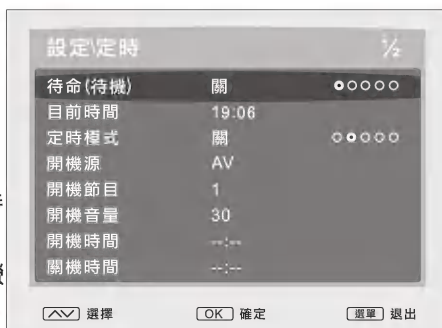 設定\定時 1/2
待命(待機) 關
目前時間 19:06
定時模式 關
開機源 AV
開機節目 1
開機音量 30
開機時間 --:--
關機時間 --:--
選擇 OK 確定 選單 退出